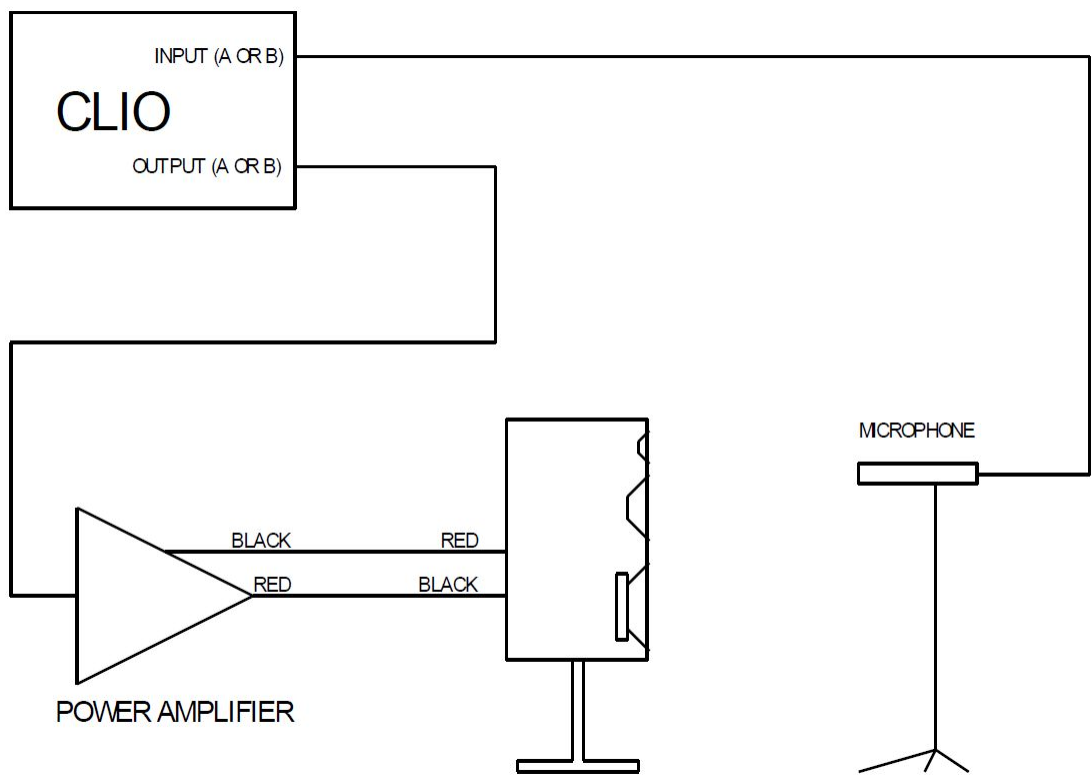 INPUT (A OR B)
CLIO
OUTPUT (A OR B)
MICROPHONE
BLACK RED
RED BLACK
POWER AMPLIFIER